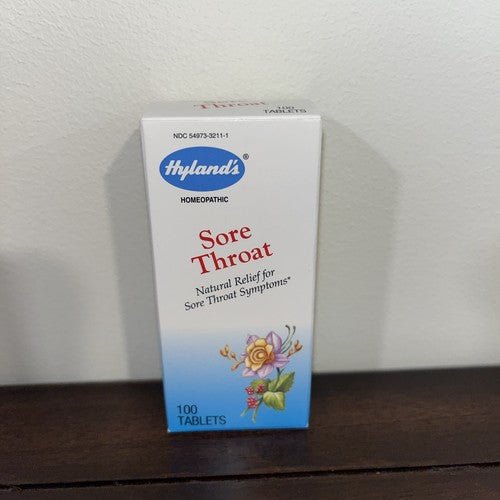 Throat
100
TABLETS
NDC 54973-3211-1
Hyland's®
HOMEOPATHIC
Sore
Throat
Natural Relief for
Sore Throat Symptoms*
100
TABLETS